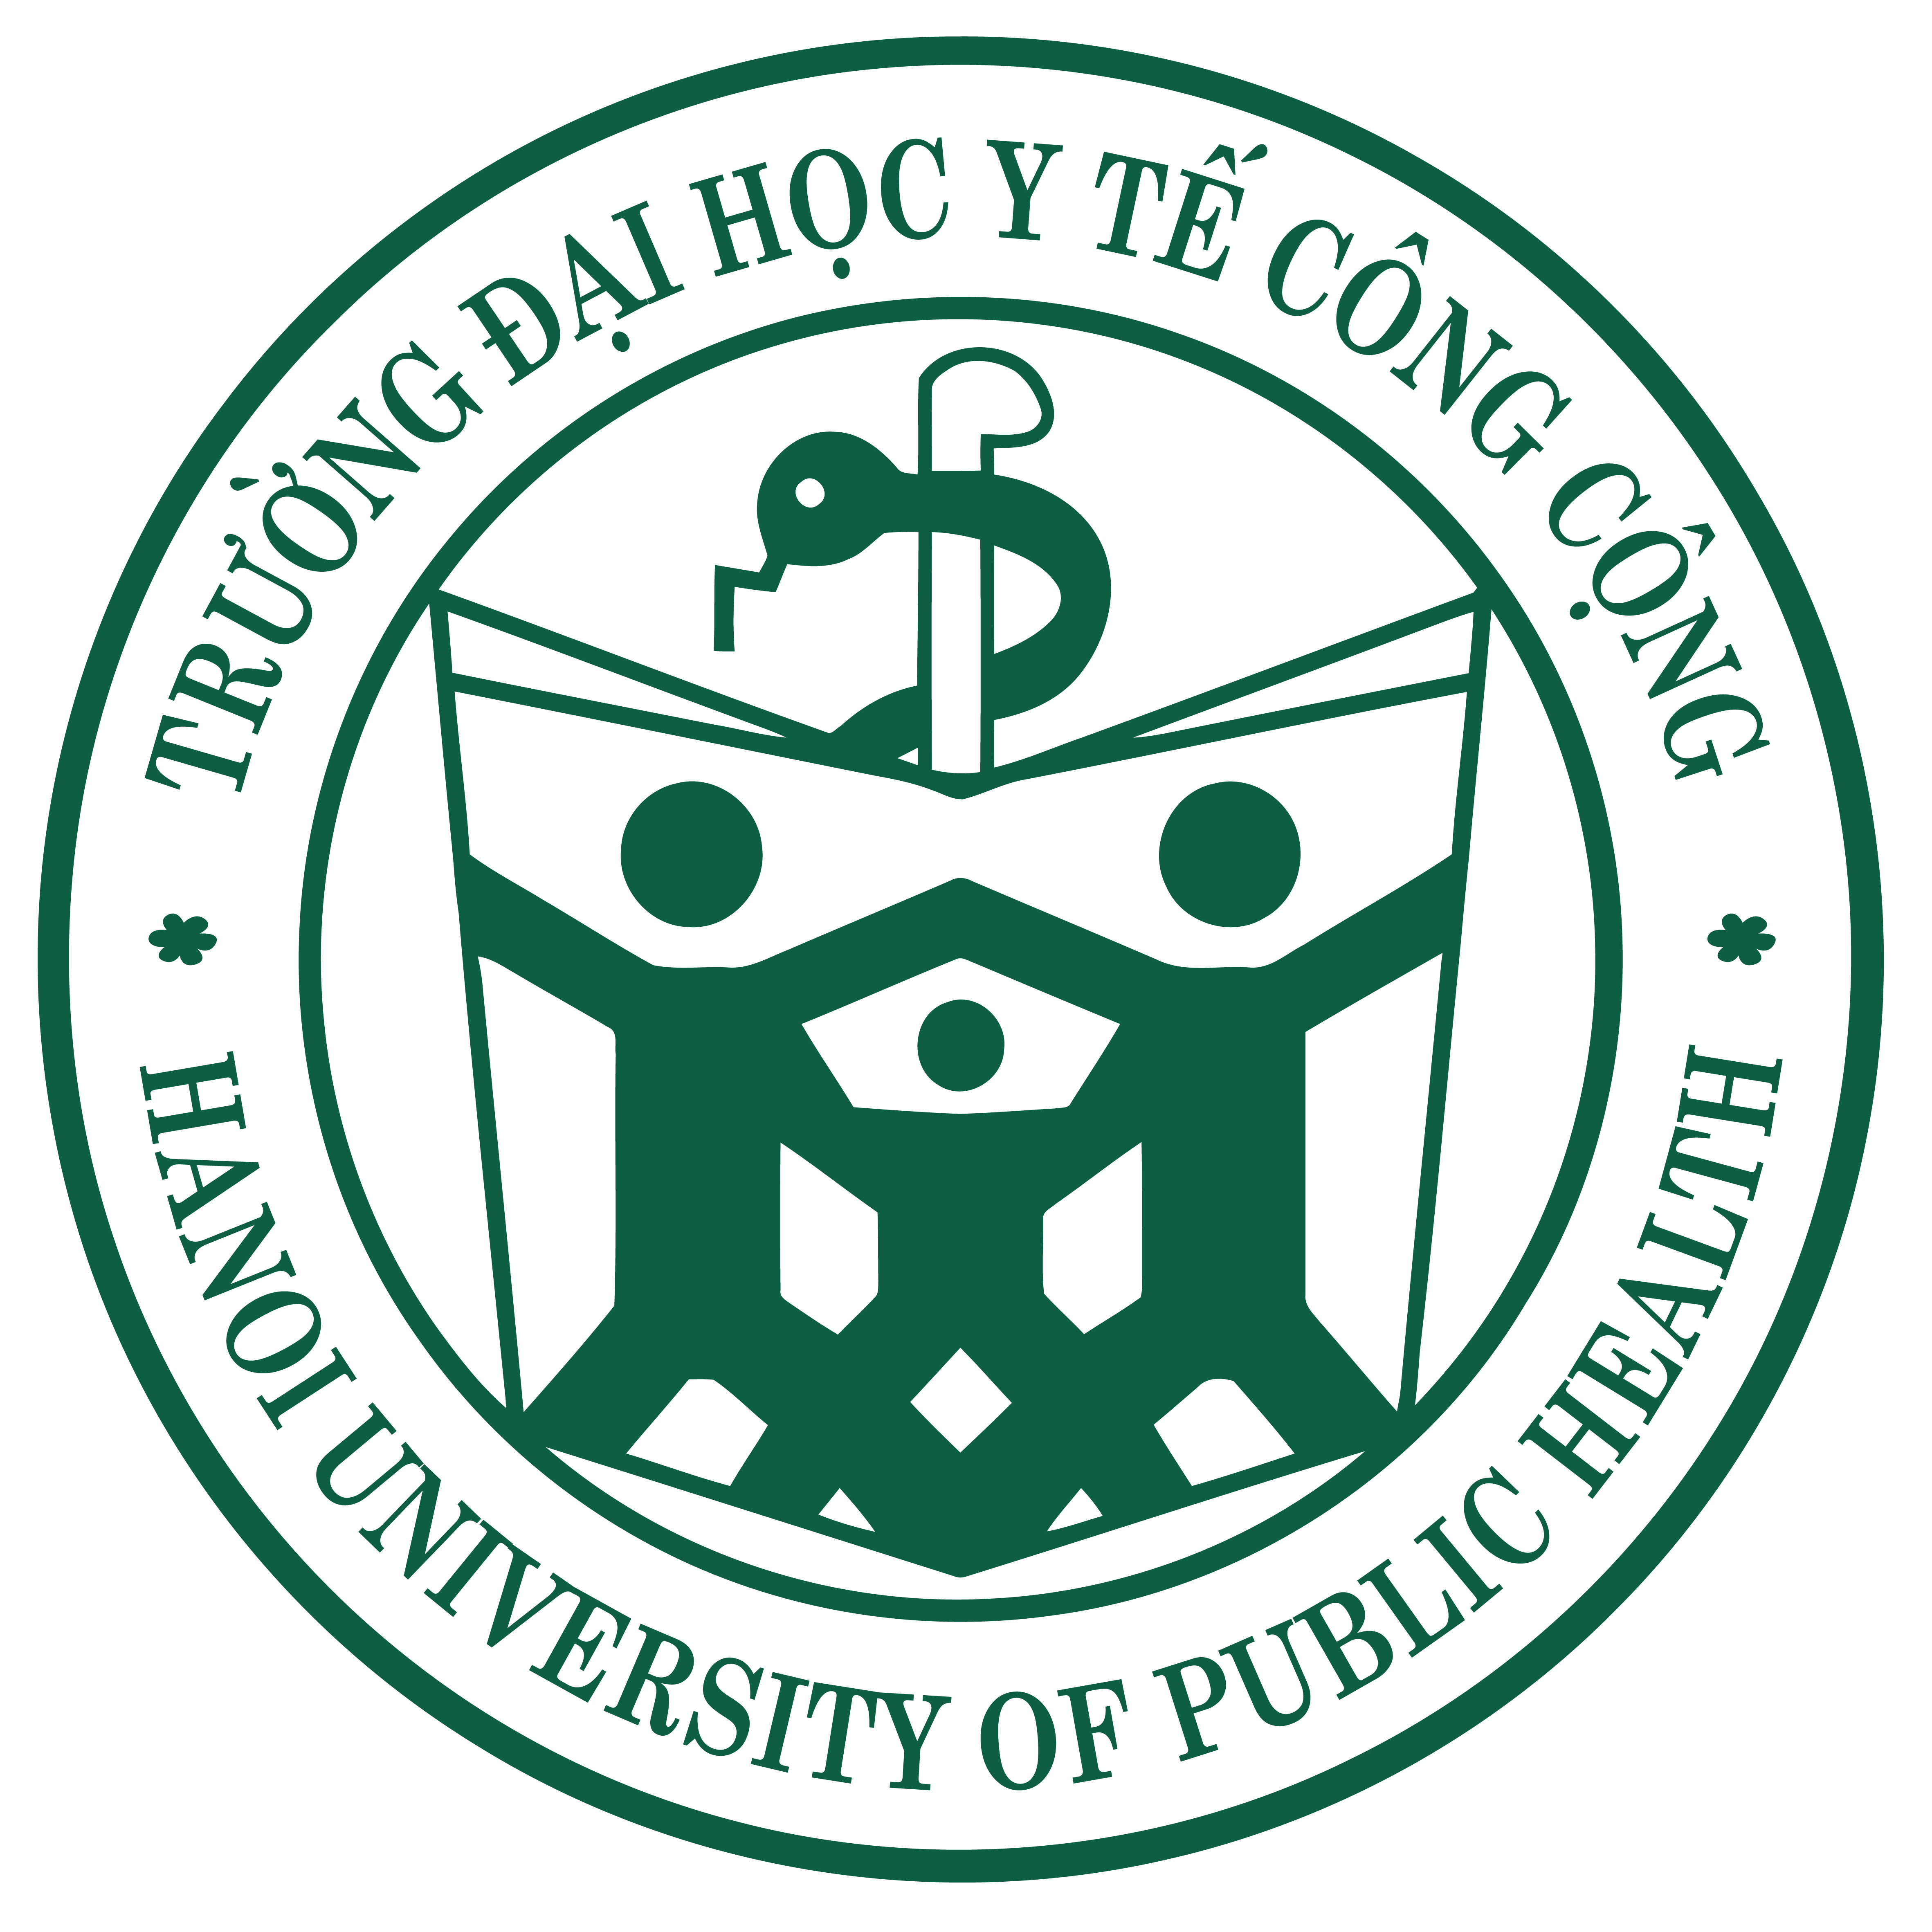 TRƯỜNG ĐẠI HỌC Y TẾ CÔNG CỘNG
HANOI UNIVERSITY OF PUBLIC HEALTH